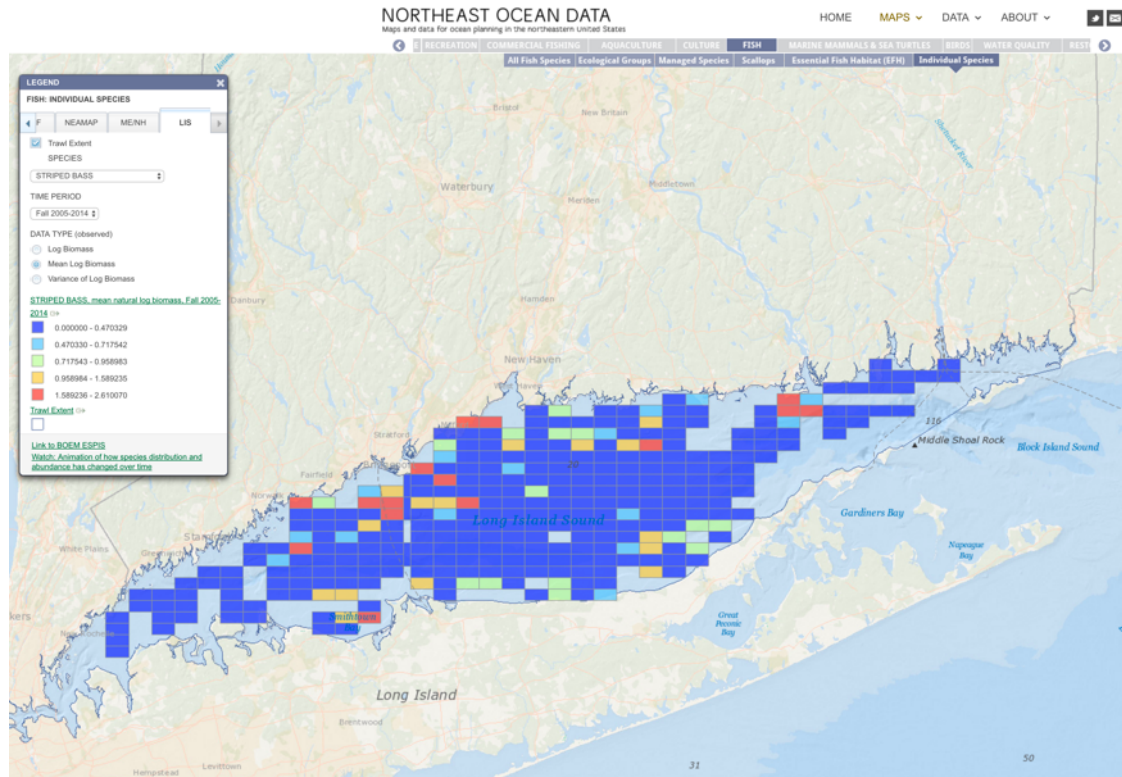 NORTHEAST OCEAN DATA
Maps and data for ocean planning in the northeastern United States
HOME MAPS DATA ABOUT
RECREATION COMMERCIAL FISHING AQUACULTURE CULTURE FISH MARINE MAMMALS & SEA TURTLES BIRDS WATER QUALITY
All Fish Species Ecological Groups Managed Species Scallops Essential Fish Habitat (EFH) Individual Species
LEGEND
FISH: INDIVIDUAL SPECIES
F NEAMAP ME/NH LIS
Trawl Extent
SPECIES
STRIPED BASS
TIME PERIOD
Fall 2005-2014
DATA TYPE (observed)
Log Biomass
Mean Log Biomass
Variance of Log Biomass
STRIPED BASS, mean natural log biomass, Fall 2005-
2014
0.000000 - 0.470329
0.470330 - 0.717542
0.717543 - 0.958983
0.958984 - 1.589235
1.589236 - 2.610070
Trawl Extent
Link to BOEM ESPIS
Watch: Animation of how species distribution and
abundance has changed over time
Bristol
New Britain
Shetucket River
Waterbury
Middletown
Meriden
Danbury
Hamden
New Haven
West Haven
Stratford
116
Middle Shoal Rock
Block Island Sound
Fairfield
Norwalk
Long Island Sound
Gardiners Bay
White Plains
Napeague
Bay
Smithtown
Bay
Great
Peconic
Bay
New Rochelle
Long Island
Brentwood
Levittown
Hempstead
31
50